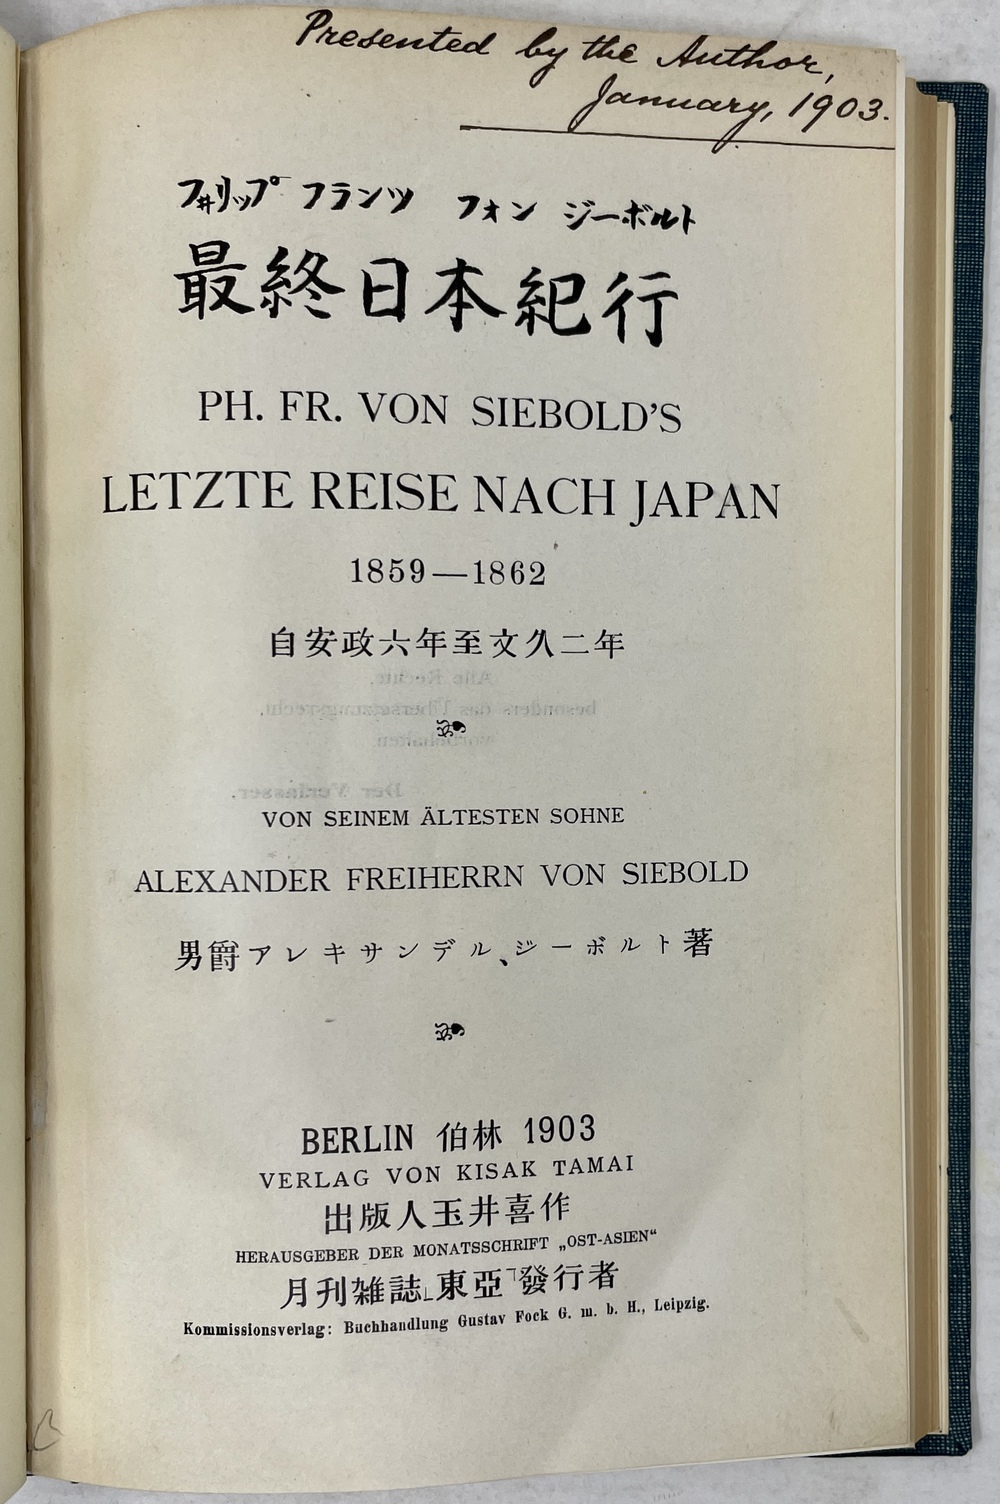 Presented by the Author,
January, 1903.
フ井リップ フランツ フォン ジーボルト
最終日本紀行
PH. FR. VON SIEBOLD'S
LETZTE REISE NACH JAPAN
1859—1862
自安政六年至文久二年
VON SEINEM ÄLTESTEN SOHNE
ALEXANDER FREIHERRN VON SIEBOLD
男爵アレキサンデル、ジーボルト著
BERLIN 伯林 1903
VERLAG VON KISAK TAMAI
出版人玉井喜作
HERAUSGEBER DER MONATSSCHRIFT „OST-ASIEN“
月刊雑誌」東亞「發行者
Kommissionsverlag: Buchhandlung Gustav Fock G. m. b. H., Leipzig.